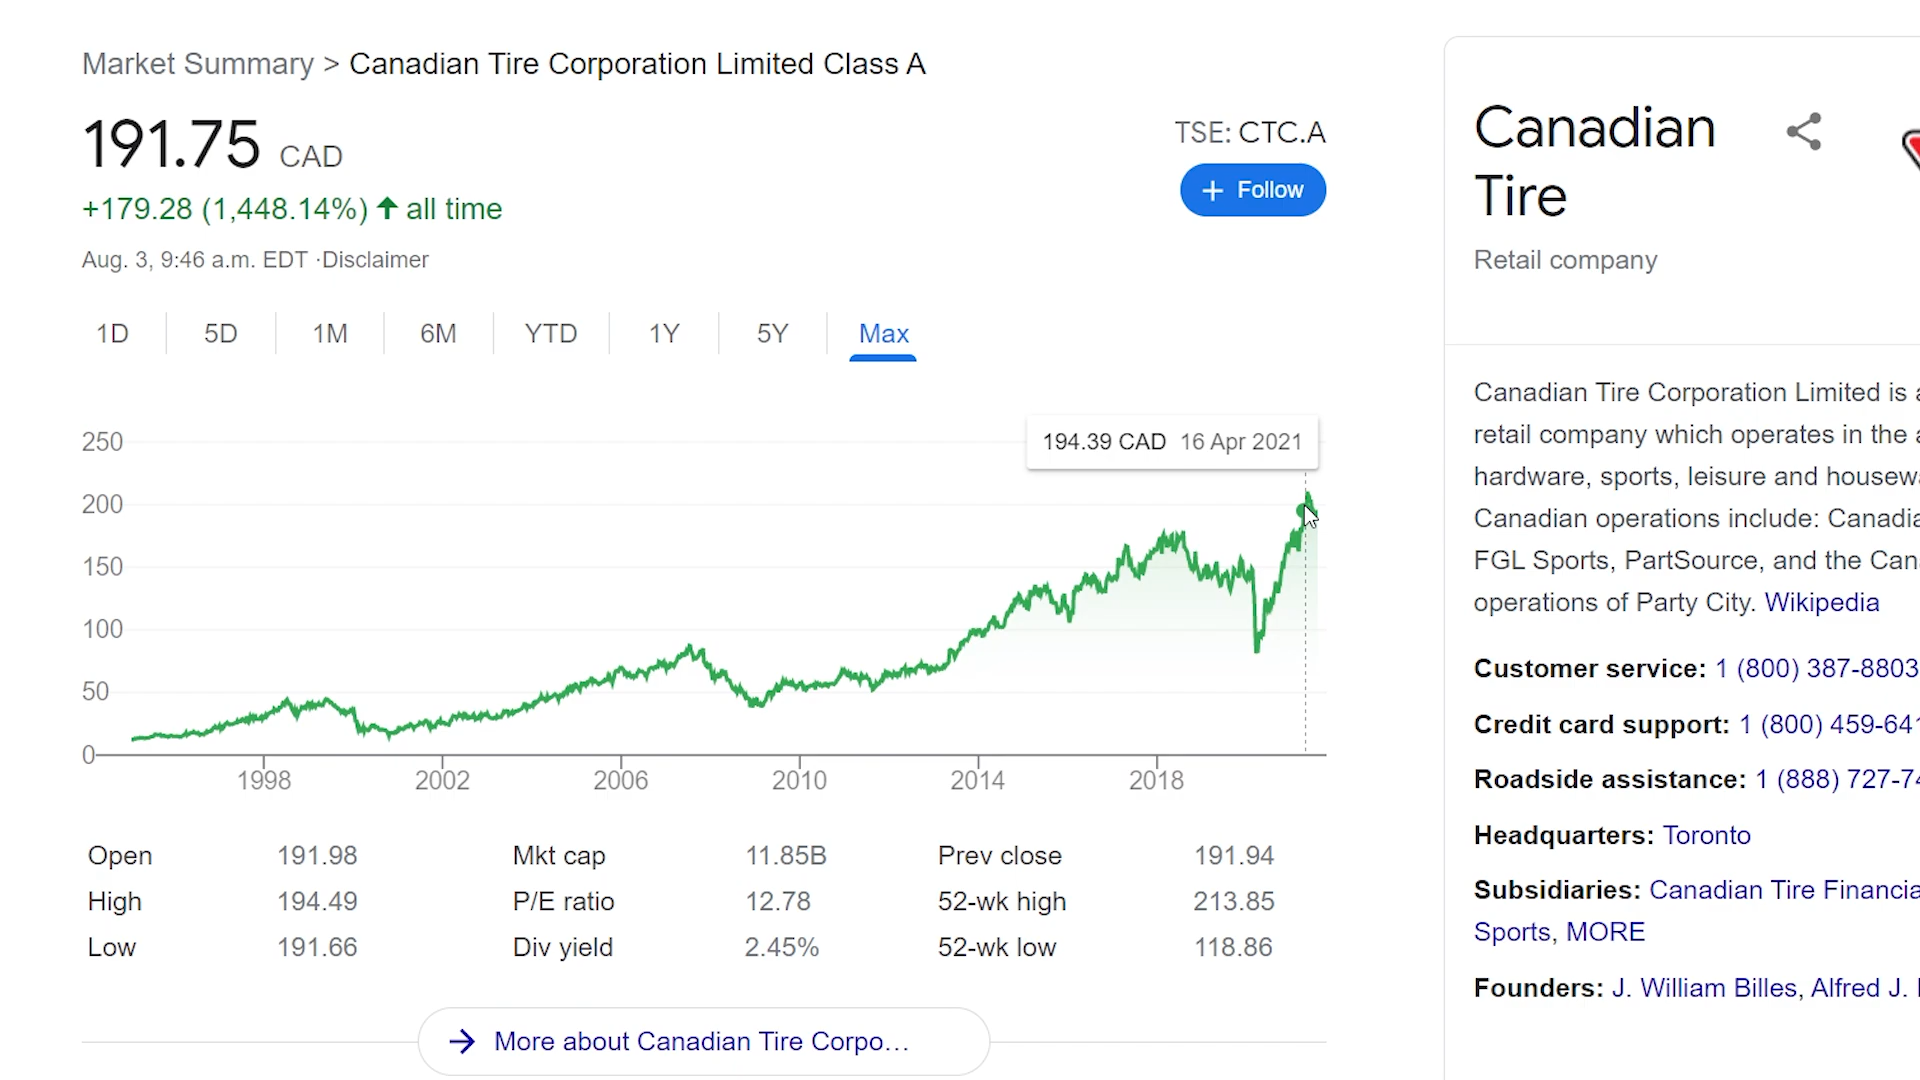 Market Summary > Canadian Tire Corporation Limited Class A
191.75 CAD
+179.28 (1,448.14%) ↑ all time
Aug. 3, 9:46 a.m. EDT ·Disclaimer
TSE: CTC.A
+ Follow
1D 5D 1M 6M YTD 1Y 5Y Max
194.39 CAD 16 Apr 2021
250
200
150
100
50
0
1998 2002 2006 2010 2014 2018
Open 191.98 Mkt cap 11.85B Prev close 191.94
High 194.49 P/E ratio 12.78 52-wk high 213.85
Low 191.66 Div yield 2.45% 52-wk low 118.86
→ More about Canadian Tire Corpo...
Canadian
Tire
Retail company
Canadian Tire Corporation Limited is
retail company which operates in the
hardware, sports, leisure and
Canadian operations include:
FGL Sports, PartSource, and the
operations of Party City. Wikipedia
Customer service: 1 (800) 387-8803
Credit card support: 1 (800) 459-641
Roadside assistance: 1 (888) 727-74
Headquarters: Toronto
Subsidiaries: Canadian Tire
Sports, MORE
Founders: J. William Billes, Alfred J.